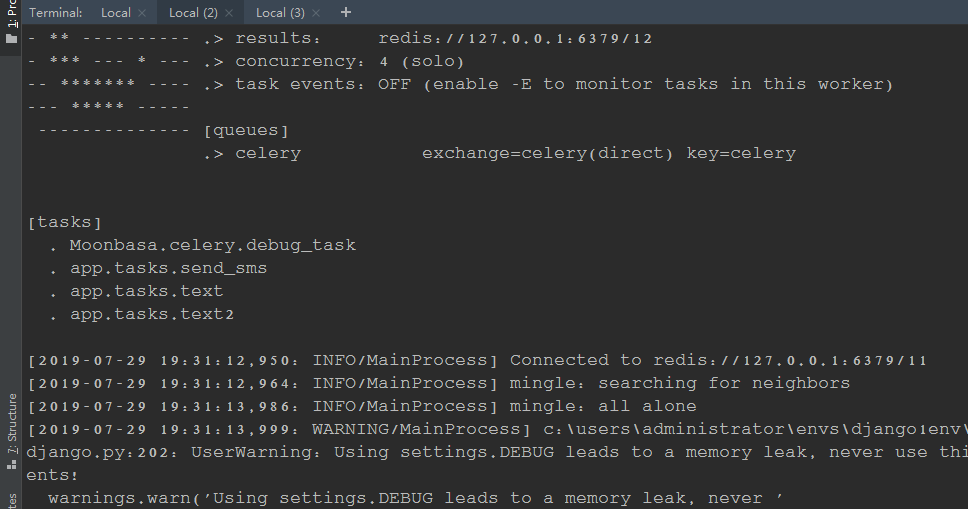 1: Pro
Terminal: Local × Local (2) × Local (3) × +
- ** ---------- .> results: redis://127.0.0.1:6379/12
- *** --- * --- .> concurrency: 4 (solo)
-- ******* ---- .> task events: OFF (enable -E to monitor tasks in this worker)
--- ***** -----
-------------- [queues]
.> celery exchange=celery(direct) key=celery
[tasks]
. Moonbasa.celery.debug_task
. app.tasks.send_sms
. app.tasks.text
. app.tasks.text2
[2019-07-29 19:31:12,950: INFO/MainProcess] Connected to redis://127.0.0.1:6379/11
[2019-07-29 19:31:12,964: INFO/MainProcess] mingle: searching for neighbors
[2019-07-29 19:31:13,986: INFO/MainProcess] mingle: all alone
[2019-07-29 19:31:13,999: WARNING/MainProcess] c:\users\administrator\envs\django1env\
django.py:202: UserWarning: Using settings.DEBUG leads to a memory leak, never use thi
ents!
warnings.warn('Using settings.DEBUG leads to a memory leak, never '
7: Structure
tes